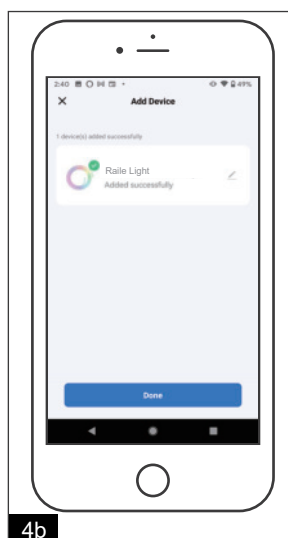 2:40 49%
Add Device
1 device(s) added successfully
Raile Light
Added successfully
Done
4b